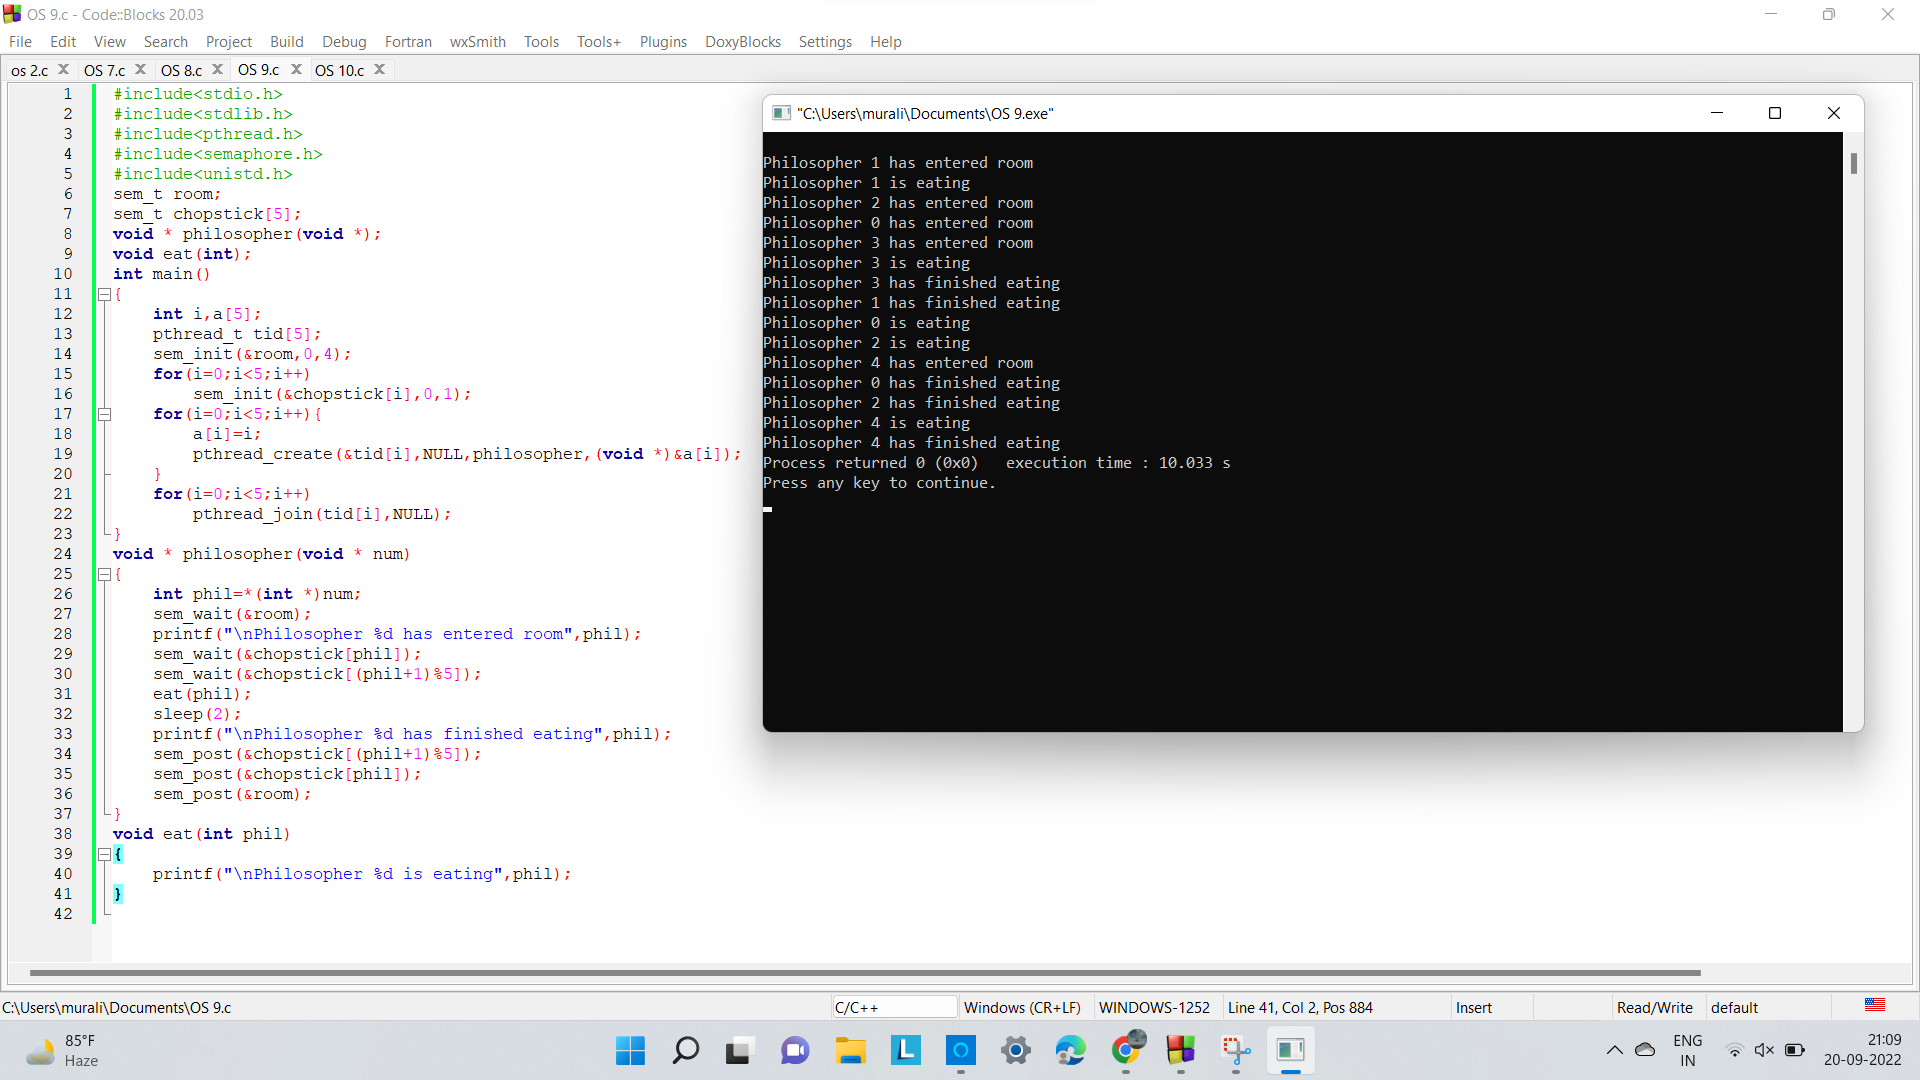 OS 9.c - Code::Blocks 20.03
File Edit View Search Project Build Debug Fortran wxSmith Tools Tools+ Plugins DoxyBlocks Settings Help
os 2.c OS 7.c OS 8.c OS 9.c OS 10.c
1 #include<stdio.h>
2 #include<stdlib.h>
3 #include<pthread.h>
4 #include<semaphore.h>
5 #include<unistd.h>
6 sem_t room;
7 sem_t chopstick[5];
8 void * philosopher(void *);
9 void eat(int);
10 int main()
11 {
12 int i,a[5];
13 pthread_t tid[5];
14 sem_init(&room,0,4);
15 for(i=0;i<5;i++)
16 sem_init(&chopstick[i],0,1);
17 for(i=0;i<5;i++){
18 a[i]=i;
19 pthread_create(&tid[i],NULL,philosopher,(void *)&a[i]);
20 }
21 for(i=0;i<5;i++)
22 pthread_join(tid[i],NULL);
23 }
24 void * philosopher(void * num)
25 {
26 int phil=*(int *)num;
27 sem_wait(&room);
28 printf("\nPhilosopher %d has entered room",phil);
29 sem_wait(&chopstick[phil]);
30 sem_wait(&chopstick[(phil+1)%5]);
31 eat(phil);
32 sleep(2);
33 printf("\nPhilosopher %d has finished eating",phil);
34 sem_post(&chopstick[(phil+1)%5]);
35 sem_post(&chopstick[phil]);
36 sem_post(&room);
37 }
38 void eat(int phil)
39 {
40 printf("\nPhilosopher %d is eating",phil);
41 }
42
"C:\Users\murali\Documents\OS 9.exe"
Philosopher 1 has entered room
Philosopher 1 is eating
Philosopher 2 has entered room
Philosopher 0 has entered room
Philosopher 3 has entered room
Philosopher 3 is eating
Philosopher 3 has finished eating
Philosopher 1 has finished eating
Philosopher 0 is eating
Philosopher 2 is eating
Philosopher 4 has entered room
Philosopher 0 has finished eating
Philosopher 2 has finished eating
Philosopher 4 is eating
Philosopher 4 has finished eating
Process returned 0 (0x0)   execution time : 10.033 s
Press any key to continue.
C:\Users\murali\Documents\OS 9.c C/C++ Windows (CR+LF) WINDOWS-1252 Line 41, Col 2, Pos 884 Insert Read/Write default
85°F
Haze
L
ENG
IN
21:09
20-09-2022